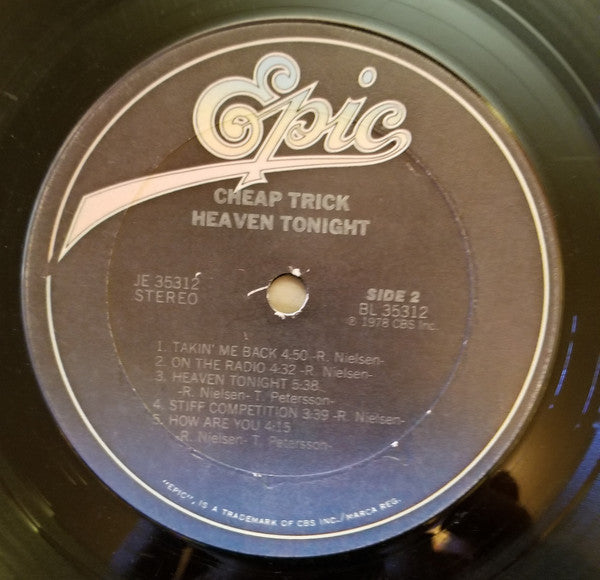 Epic
CHEAP TRICK
HEAVEN TONIGHT
JE 35312
STEREO
SIDE 2
BL 35312
℗ 1978 CBS Inc.
1. TAKIN' ME BACK 4:50 -R. Nielsen-
2. ON THE RADIO 4:32 -R. Nielsen-
3. HEAVEN TONIGHT 5:38
-R. Nielsen- T. Petersson-
4. STIFF COMPETITION 3:39 -R. Nielsen-
5. HOW ARE YOU 4:15
-R. Nielsen- T. Petersson-
"EPIC", IS A TRADEMARK OF CBS INC./MARCA REG.